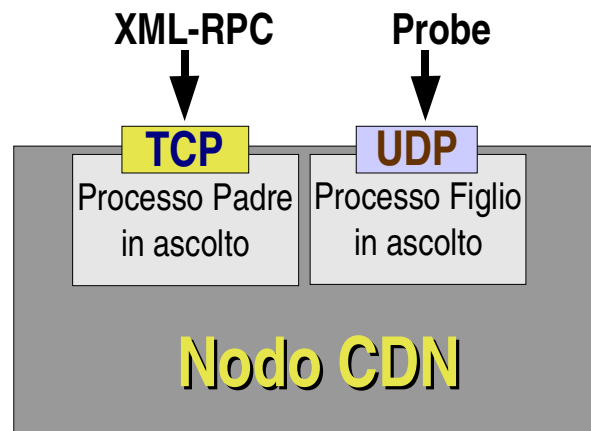 XML-RPC
Probe
TCP
UDP
Processo Padre
in ascolto
Processo Figlio
in ascolto
Nodo CDN